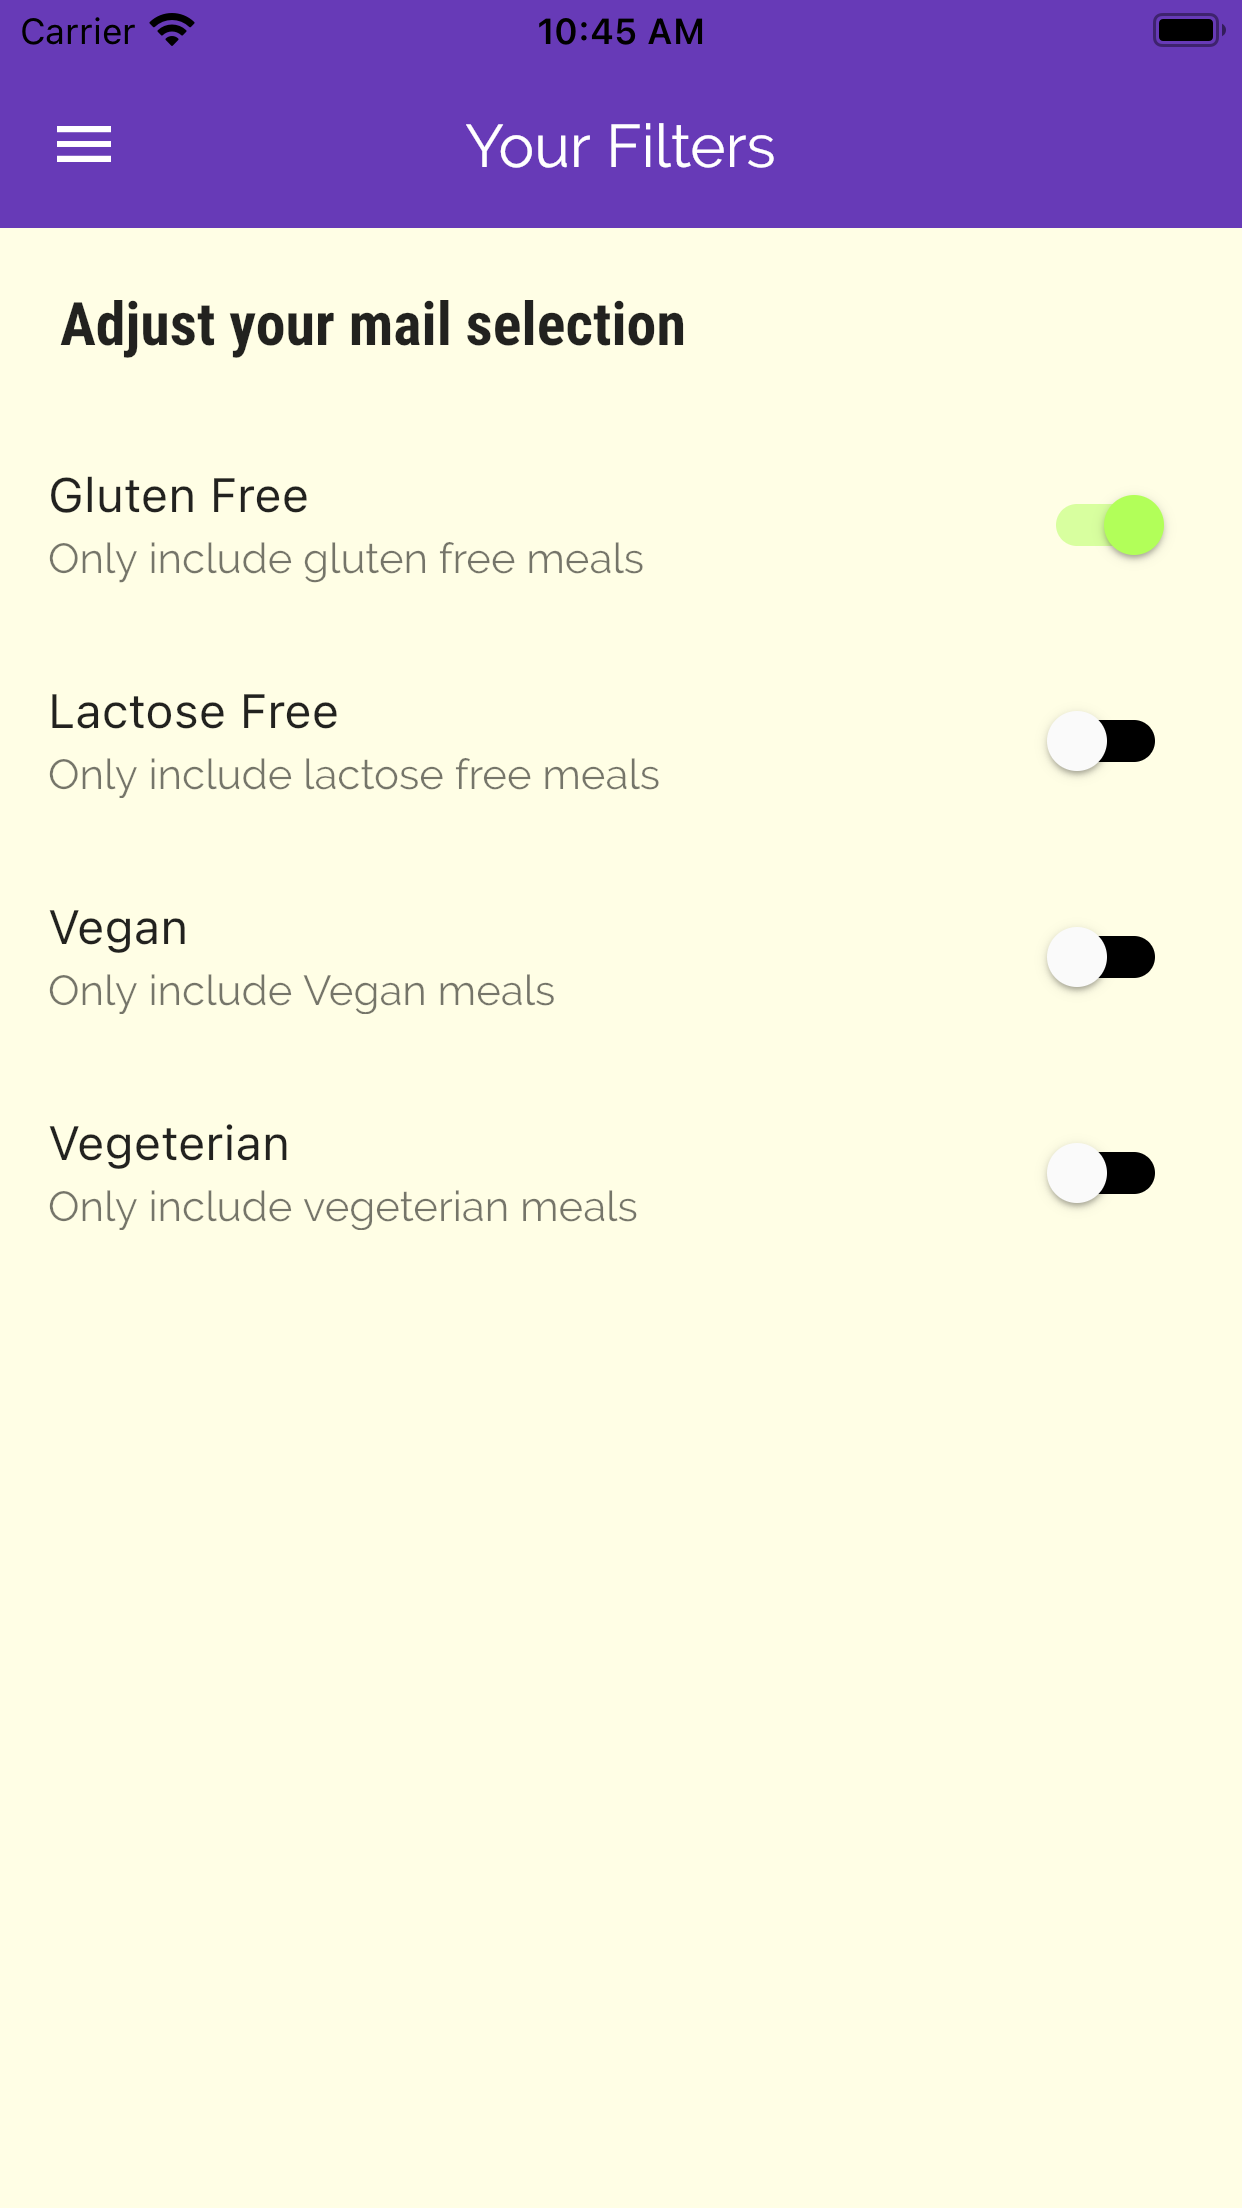 Carrier 10:45 AM
Your Filters
Adjust your mail selection
Gluten Free
Only include gluten free meals
Lactose Free
Only include lactose free meals
Vegan
Only include Vegan meals
Vegeterian
Only include vegeterian meals